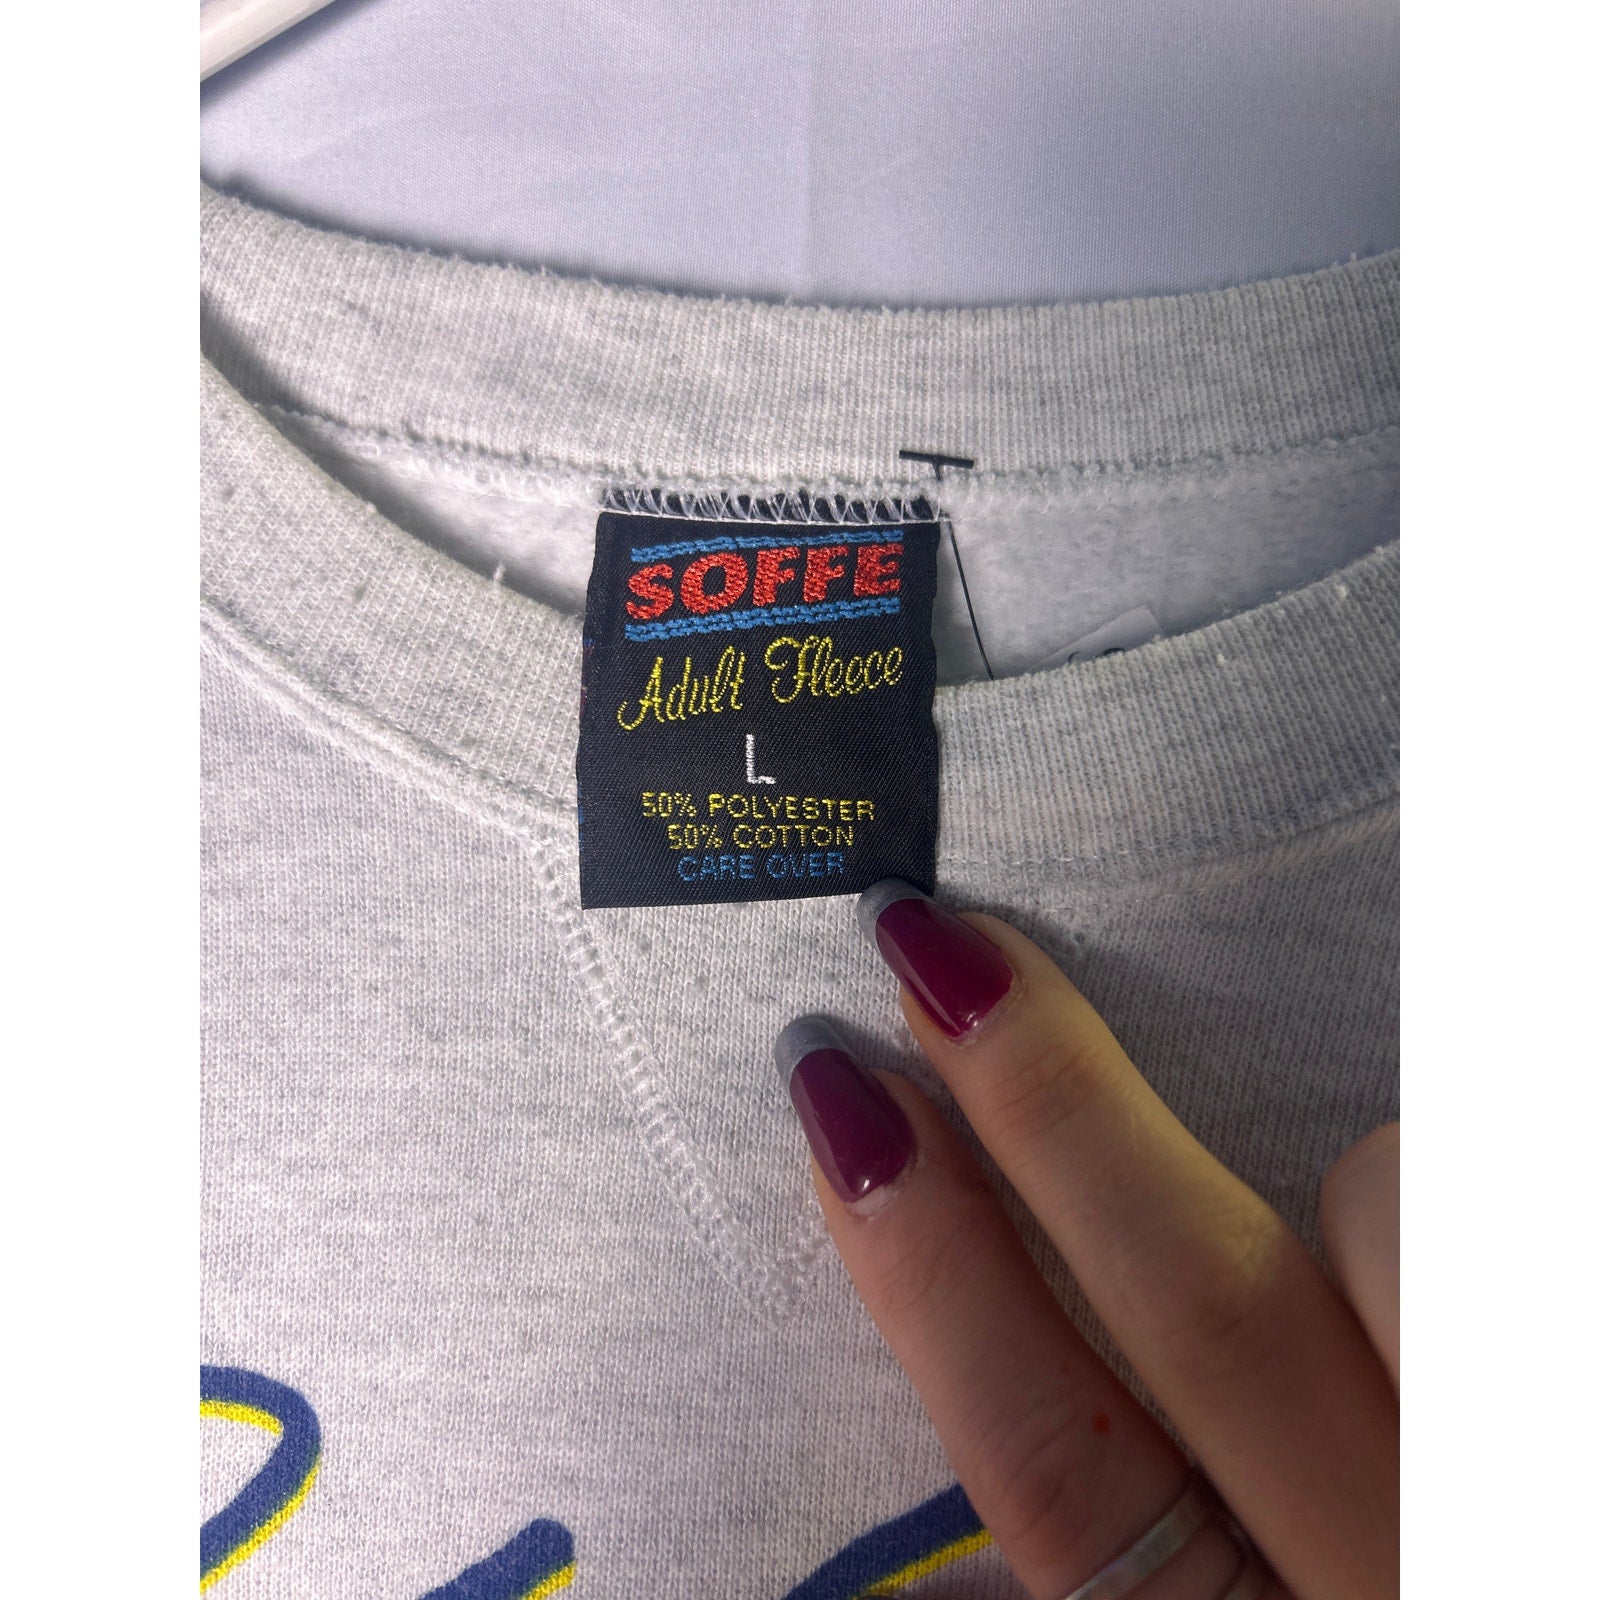 SOFFE
Adult Fleece
L
50% POLYESTER
50% COTTON
CARE OVER